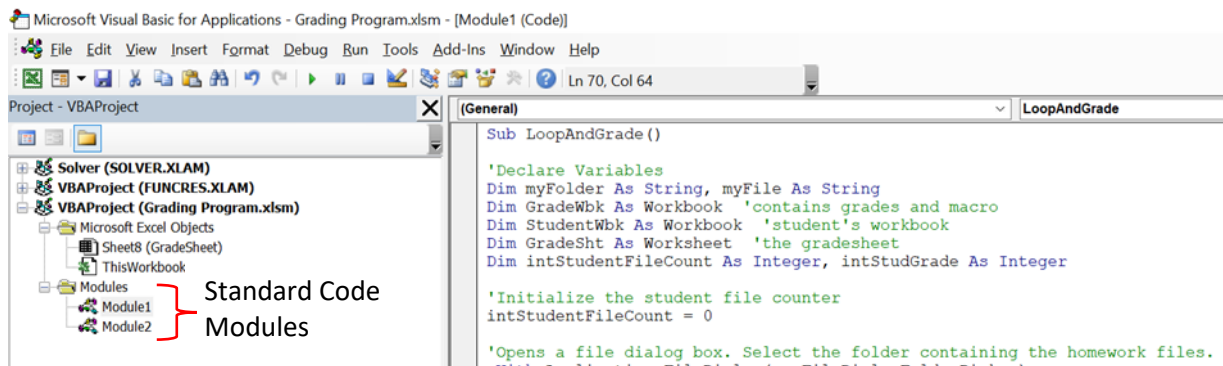 Microsoft Visual Basic for Applications - Grading Program.xlsm - [Module1 (Code)]
File Edit View Insert Format Debug Run Tools Add-Ins Window Help
Ln 70, Col 64
Project - VBAProject
Solver (SOLVER.XLAM)
VBAProject (FUNCRES.XLAM)
VBAProject (Grading Program.xlsm)
Microsoft Excel Objects
Sheet8 (GradeSheet)
ThisWorkbook
Modules
Module1
Module2
Standard Code
Modules
(General)
LoopAndGrade
Sub LoopAndGrade()
'Declare Variables
Dim myFolder As String, myFile As String
Dim GradeWbk As Workbook 'contains grades and macro
Dim StudentWbk As Workbook 'student's workbook
Dim GradeSht As Worksheet 'the gradesheet
Dim intStudentFileCount As Integer, intStudGrade As Integer
'Initialize the student file counter
intStudentFileCount = 0
'Opens a file dialog box. Select the folder containing the homework files.